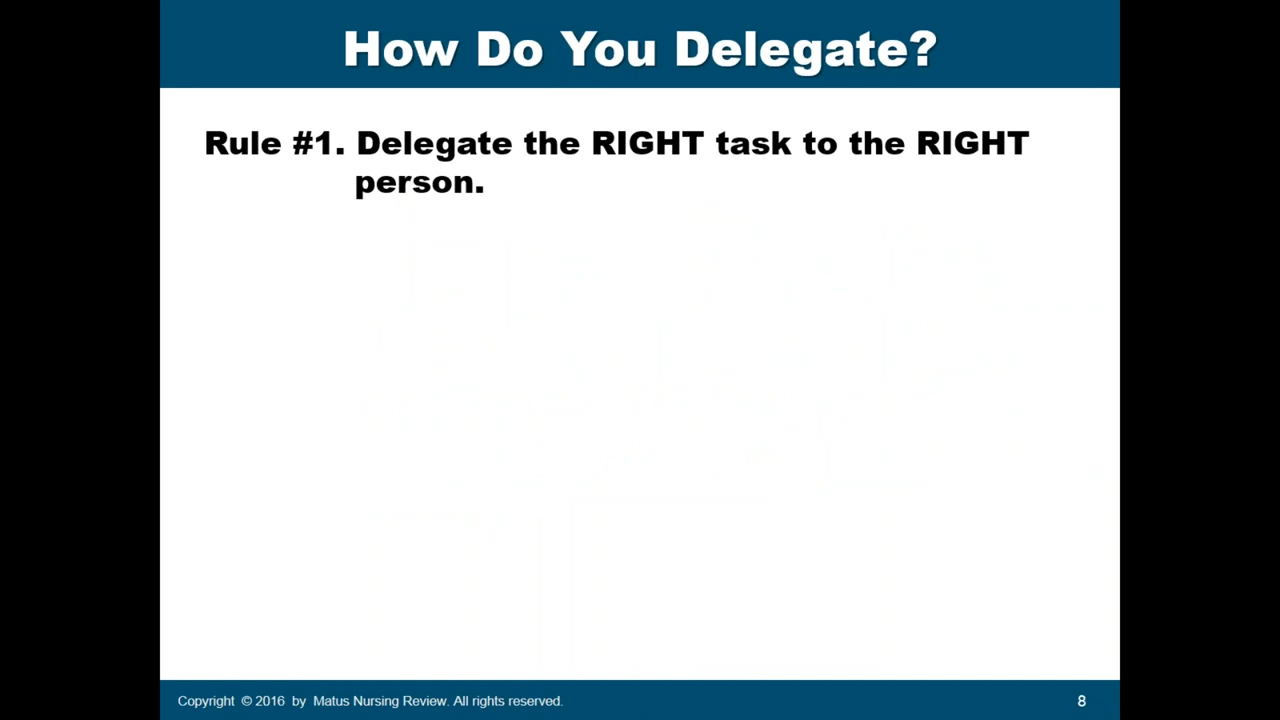 How Do You Delegate?
Rule #1. Delegate the RIGHT task to the RIGHT
person.
Copyright © 2016 by Matus Nursing Review. All rights reserved.
8